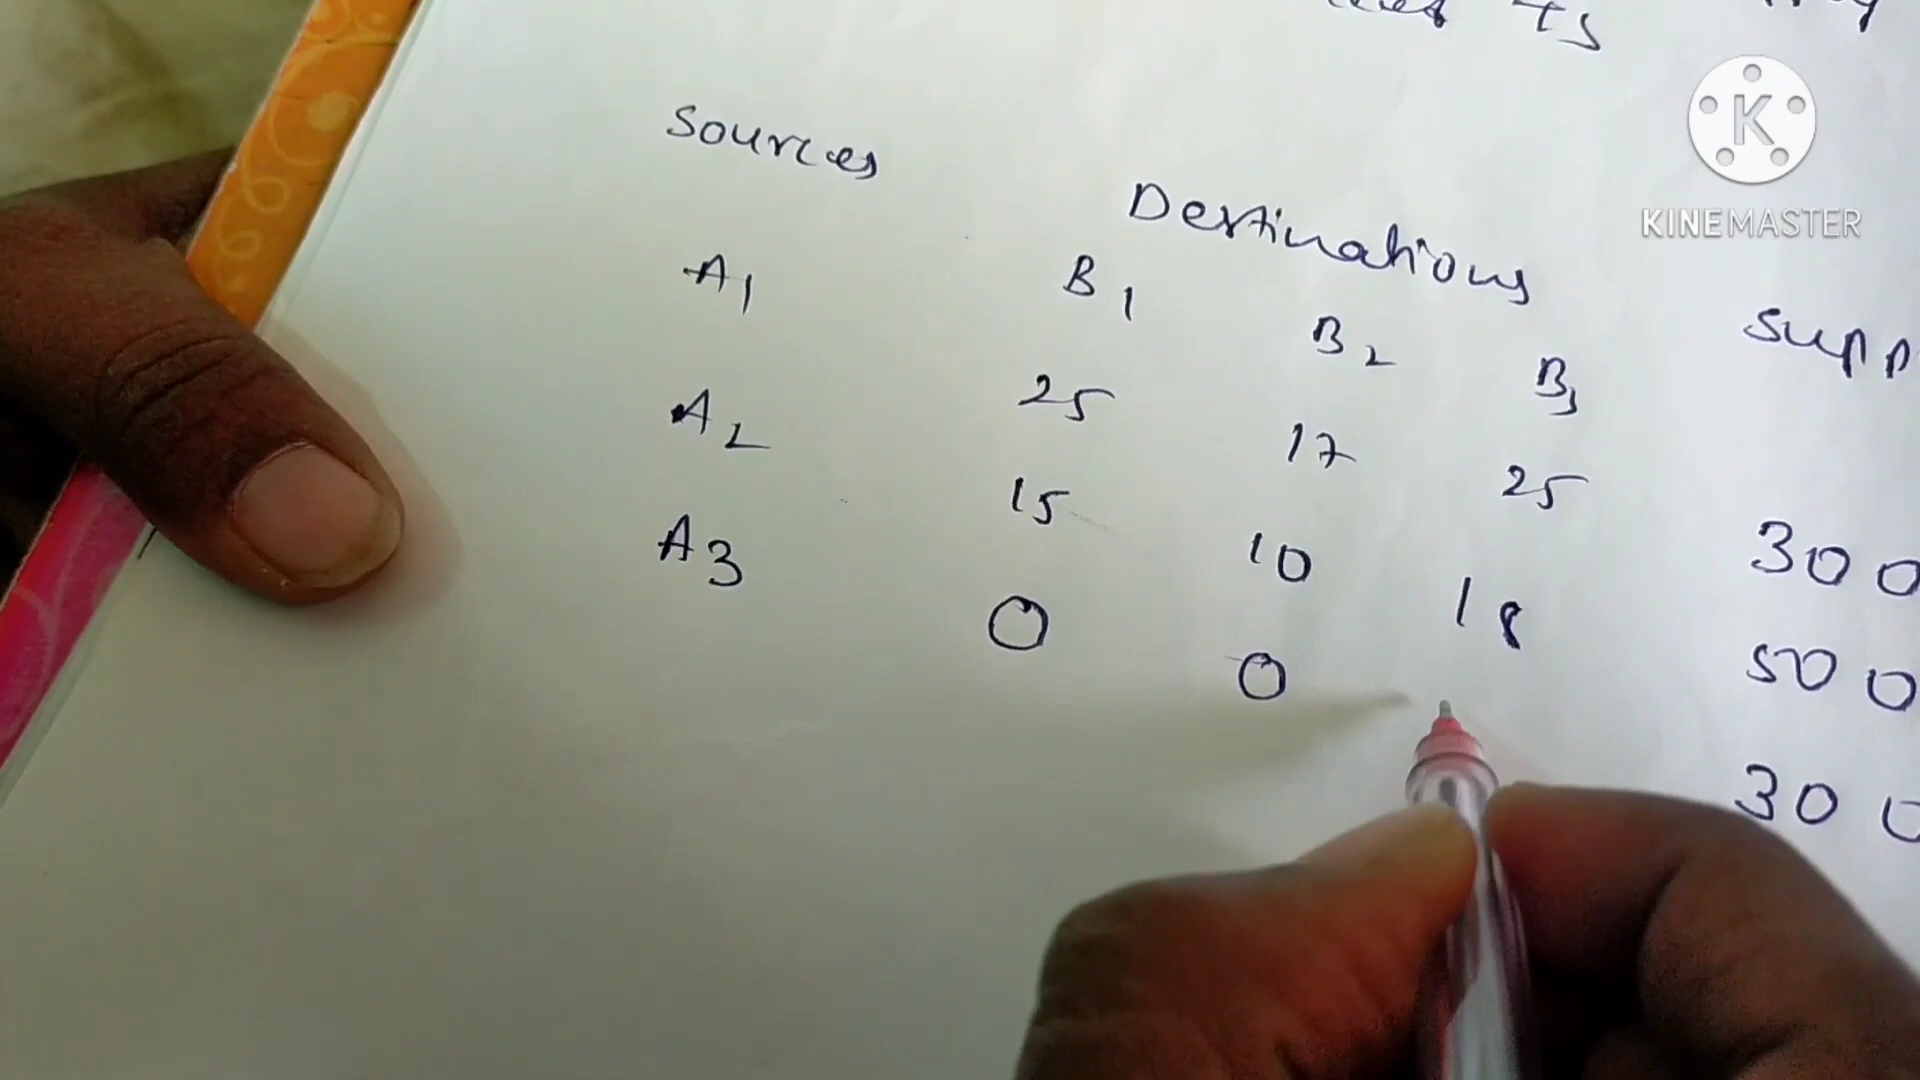 Sources
Destinations
A1 B1 B2 B3
A2 25 17 25
A3 15 10 18 300
0 0 500
KINEMASTER